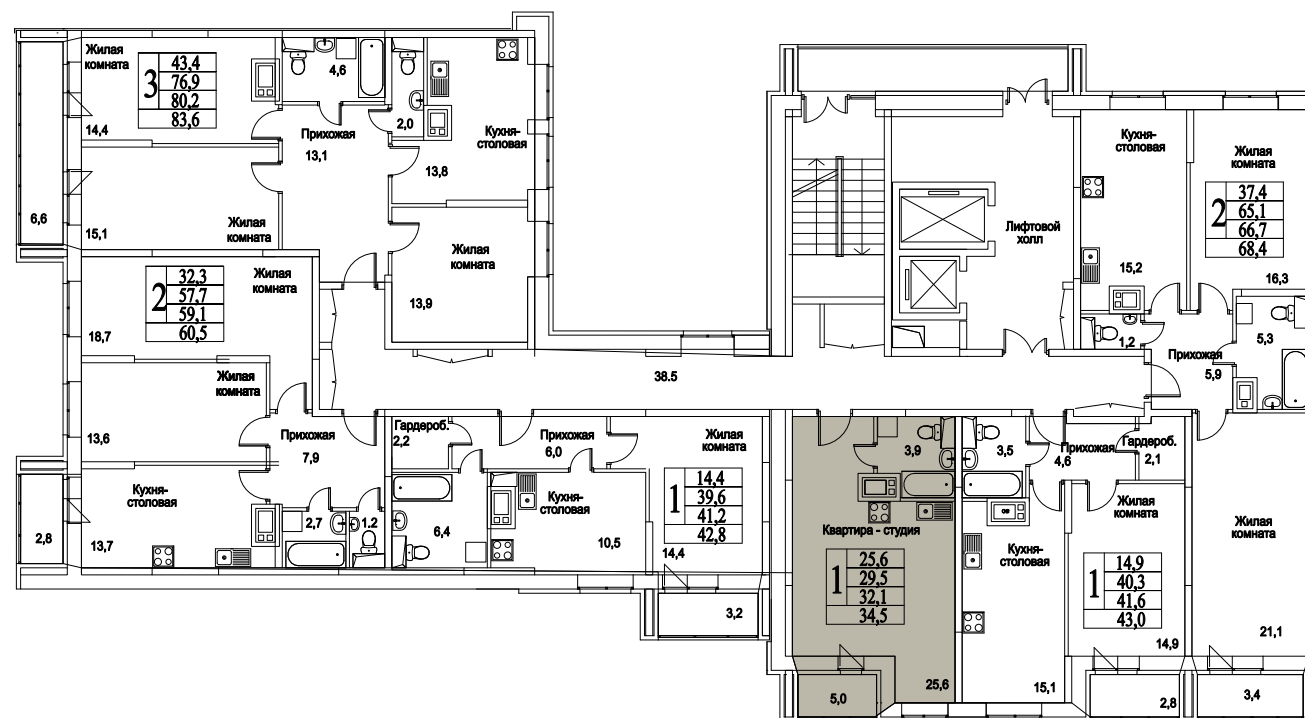 Жилая
комната
3
43,4
76,9
80,2
83,6
14,4
4,6
2,0
Прихожая
13,1
Кухня-
столовая
13,8
6,6
15,1
Жилая
комната
Жилая
комната
13,9
2
32,3
57,7
59,1
60,5
Жилая
комната
18,7
Жилая
комната
13,6
Прихожая
7,9
Кухня-
столовая
13,7
2,8
2,7
1.2
38.5
Гардероб.
2,2
Прихожая
6,0
Жилая
комната
1
14,4
39,6
41,2
42,8
14,4
Кухня-
столовая
10,5
6,4
3,2
Лифтовой
холл
Кухня-
столовая
15,2
Жилая
комната
2
37,4
65,1
66,7
68,4
16,3
1,2
Прихожая
5,9
5,3
3,9
Квартира - студия
1
25,6
29,5
32,1
34,5
25,6
5,0
3,5
Прихожая
4,6
Гардероб.
2,1
Жилая
комната
Кухня-
столовая
1
14,9
40,3
41,6
43,0
14,9
15,1
2,8
Жилая
комната
21,1
3,4